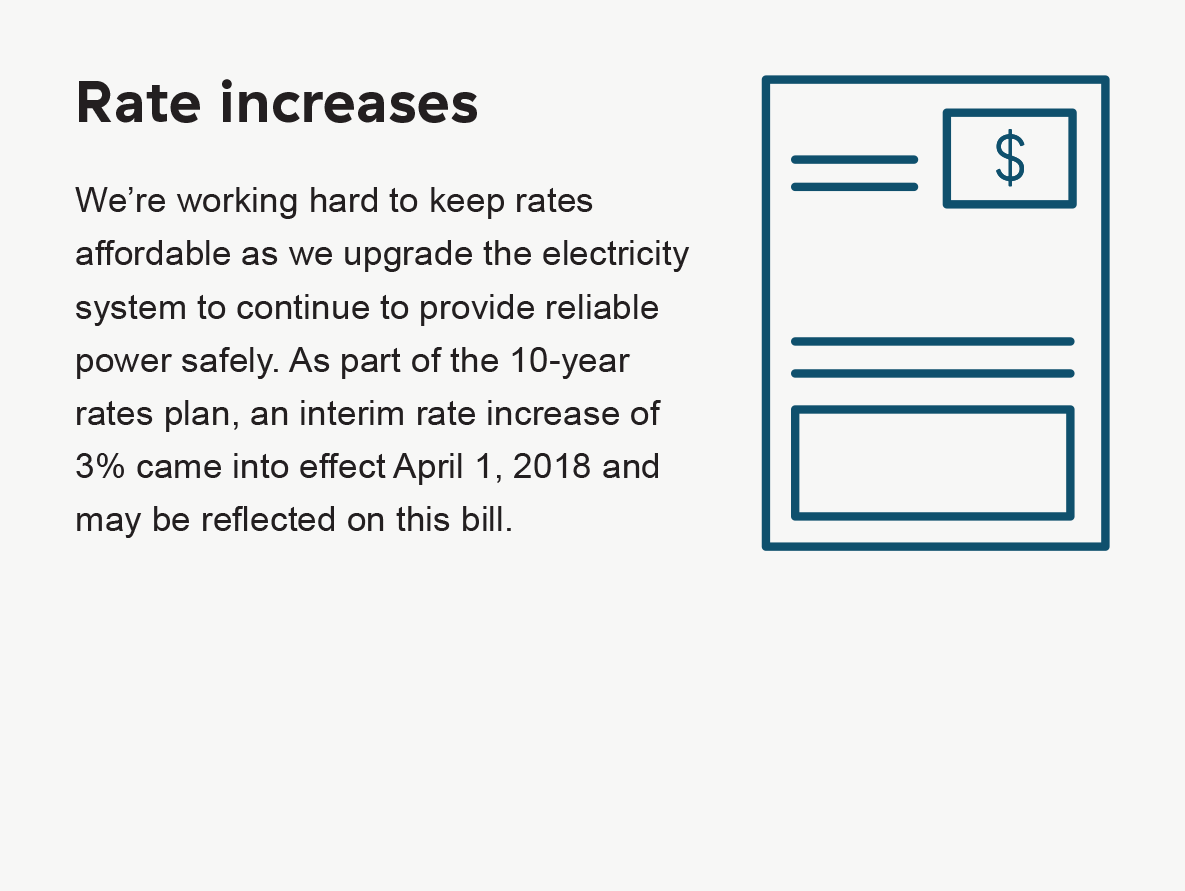 Rate increases
We’re working hard to keep rates
affordable as we upgrade the electricity
system to continue to provide reliable
power safely. As part of the 10-year
rates plan, an interim rate increase of
3% came into effect April 1, 2018 and
may be reflected on this bill.
$